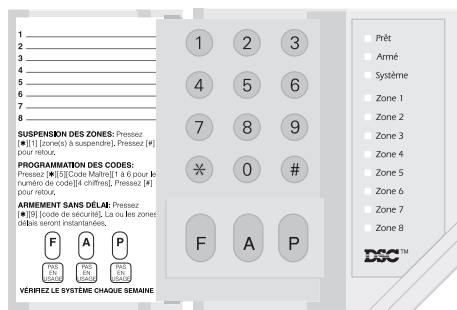 1
2
3
4
5
6
7
8
SUSPENSION DES ZONES: Pressez
[✱][1] [zone(s) à suspendre]. Pressez [#]
pour retour.
PROGRAMMATION DES CODES:
Pressez [✱][5][Code Maître][1 à 6 pour le
numéro de code][4 chiffres]. Pressez [#]
pour retour.
ARMEMENT SANS DÉLAI: Pressez
[✱][9] [code de sécurité]. La ou les zones
délais seront instantanées.
F A P
PAS EN USAGE
PAS EN USAGE
PAS EN USAGE
VÉRIFIEZ LE SYSTÈME CHAQUE SEMAINE
1 2 3
4 5 6
7 8 9
✱ 0 #
F A P
Prêt
Armé
Système
Zone 1
Zone 2
Zone 3
Zone 4
Zone 5
Zone 6
Zone 7
Zone 8
DSC™